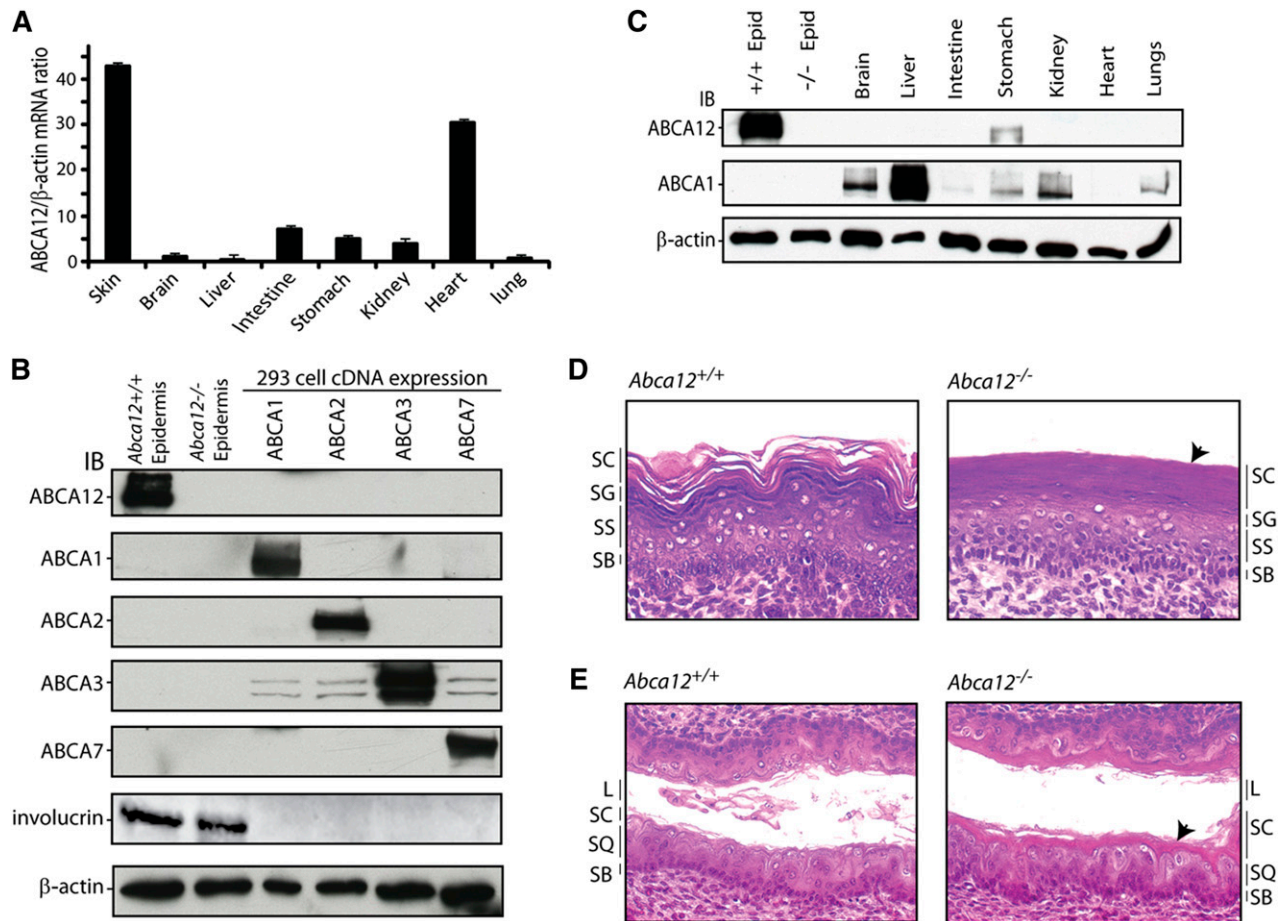 A
ABCA12/β-actin mRNA ratio
40
30
20
10
5
0
Skin
Brain
Liver
Intestine
Stomach
Kidney
Heart
lung
C
IB
+/+ Epid
-/- Epid
Brain
Liver
Intestine
Stomach
Kidney
Heart
Lungs
ABCA12
ABCA1
β-actin
B
293 cell cDNA expression
Abca12+/+
Epidermis
Abca12-/-
Epidermis
ABCA1
ABCA2
ABCA3
ABCA7
IB
ABCA12
ABCA1
ABCA2
ABCA3
ABCA7
involucrin
β-actin
D
Abca12+/+
Abca12-/-
SC
SG
SS
SB
SC
SG
SS
SB
E
Abca12+/+
Abca12-/-
L
SC
SQ
SB
L
SC
SQ
SB